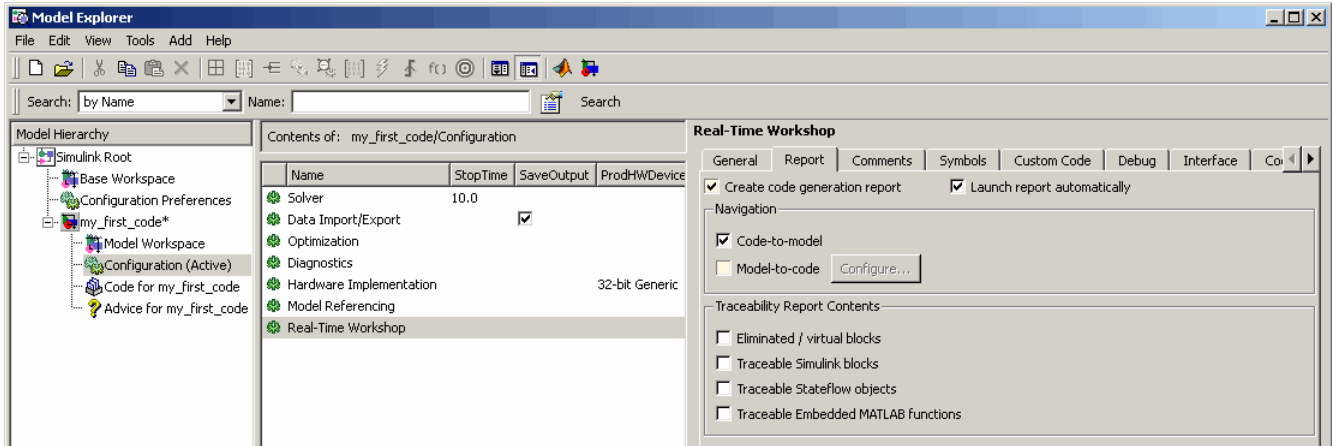 Model Explorer
File Edit View Tools Add Help
Search: by Name Name: Search
Model Hierarchy
Simulink Root
Base Workspace
Configuration Preferences
my_first_code*
Model Workspace
Configuration (Active)
Code for my_first_code
Advice for my_first_code
Contents of: my_first_code/Configuration
Name StopTime SaveOutput ProdHWDevice
Solver 10.0
Data Import/Export
Optimization
Diagnostics
Hardware Implementation 32-bit Generic
Model Referencing
Real-Time Workshop
Real-Time Workshop
General Report Comments Symbols Custom Code Debug Interface Co
Create code generation report Launch report automatically
Navigation
Code-to-model
Model-to-code Configure...
Traceability Report Contents
Eliminated / virtual blocks
Traceable Simulink blocks
Traceable Stateflow objects
Traceable Embedded MATLAB functions